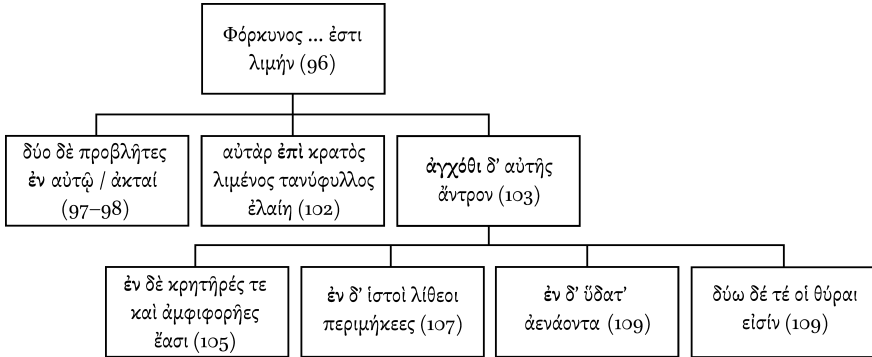 Φόρκυνος ... ἐστι
λιμήν (96)
δύο δὲ προβλῆτες
ἐν αὐτῷ / ἀκταί
(97–98)
αὐτὰρ ἐπὶ κρατὸς
λιμένος τανύφυλλος
ἐλαίη (102)
ἀγχόθι δ’ αὐτῆς
ἄντρον (103)
ἐν δὲ κρητῆρές τε
καὶ ἀμφιφορῆες
ἔασι (105)
ἐν δ’ ἱστοὶ λίθεοι
περιμήκεες (107)
ἐν δ’ ὕδατ’
ἀενάοντα (109)
δύω δέ τέ οἱ θύραι
εἰσίν (109)